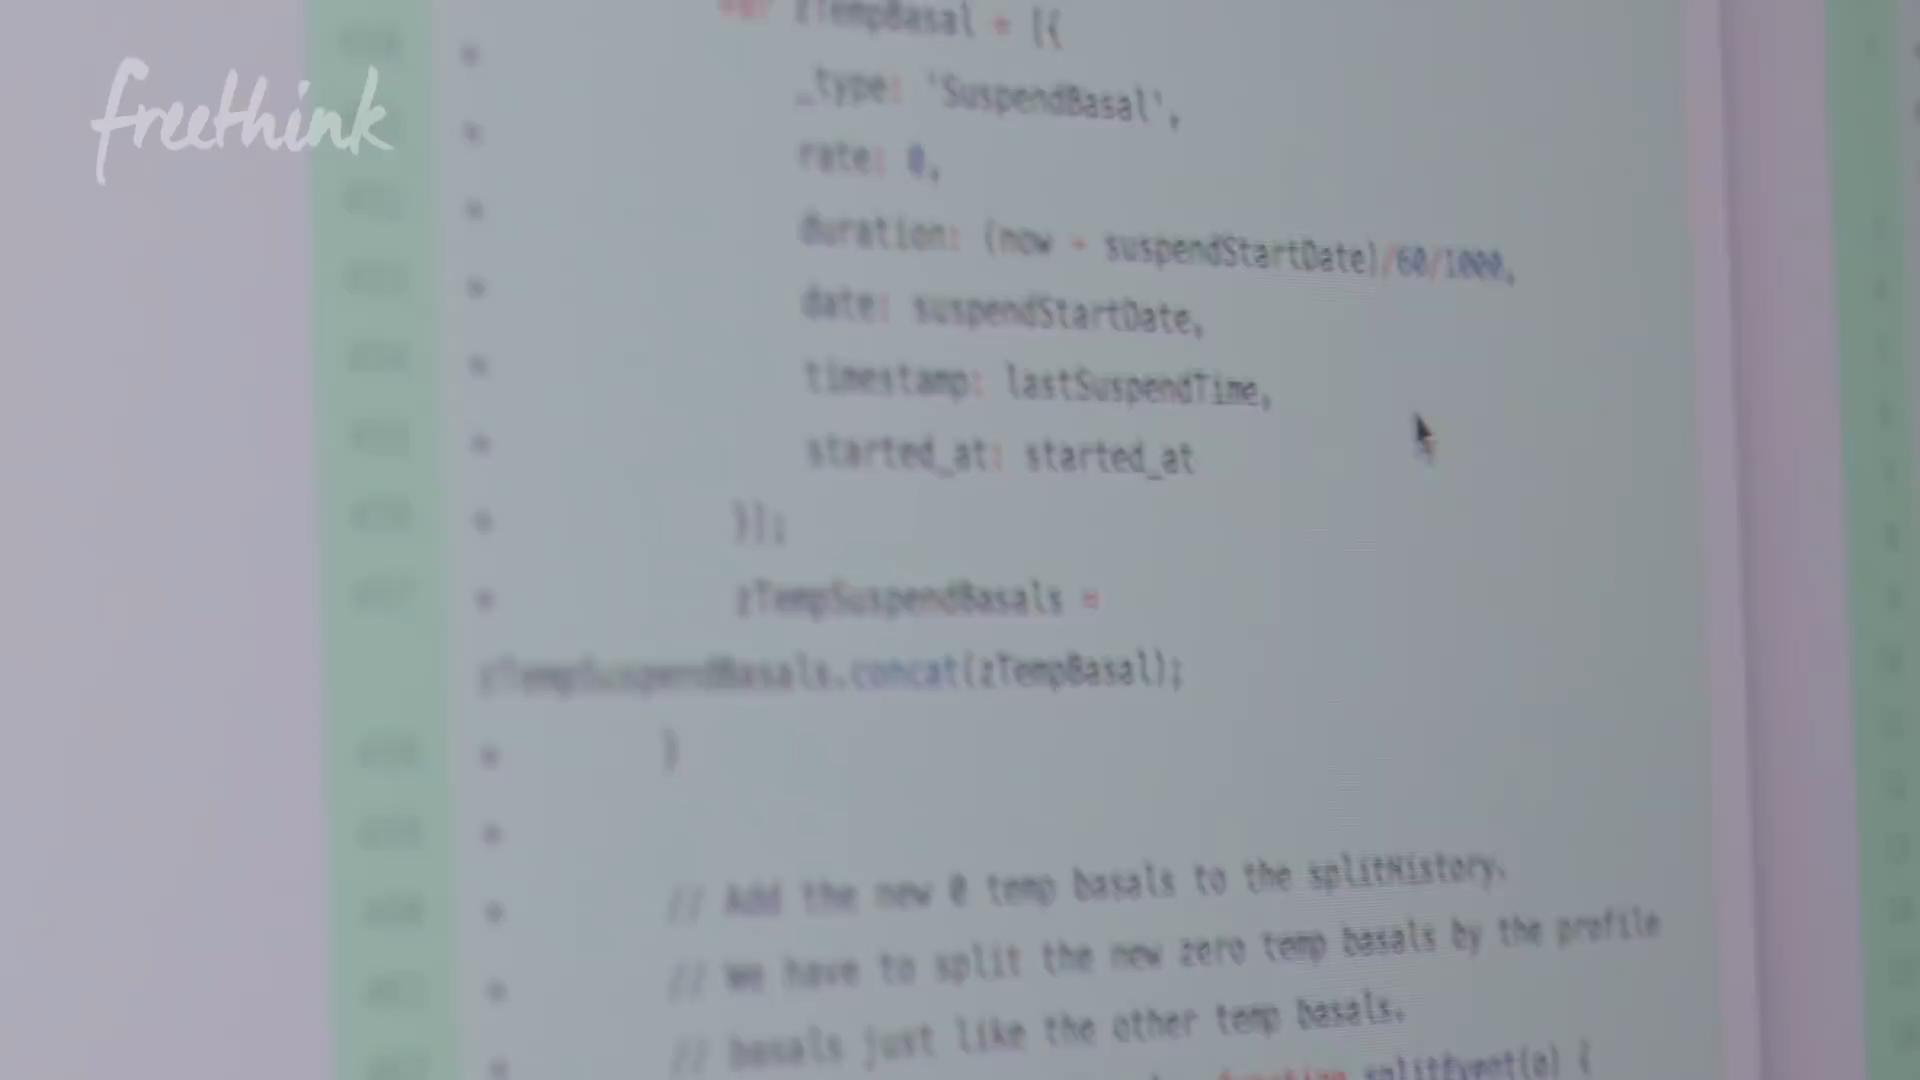 freethink
var zTempBasal = [{
_type: 'SuspendBasal',
rate: 0,
duration: (now - suspendStartDate)/60/1000,
date: suspendStartDate,
timestamp: lastSuspendTime,
started_at: started_at
}];
zTempSuspendBasals =
zTempSuspendBasals.concat(zTempBasal);
}
// Add the new 0 temp basals to the splitHistory.
// We have to split the new zero temp basals by the profile
// basals just like the other temp basals.
function splitEvent(o) {